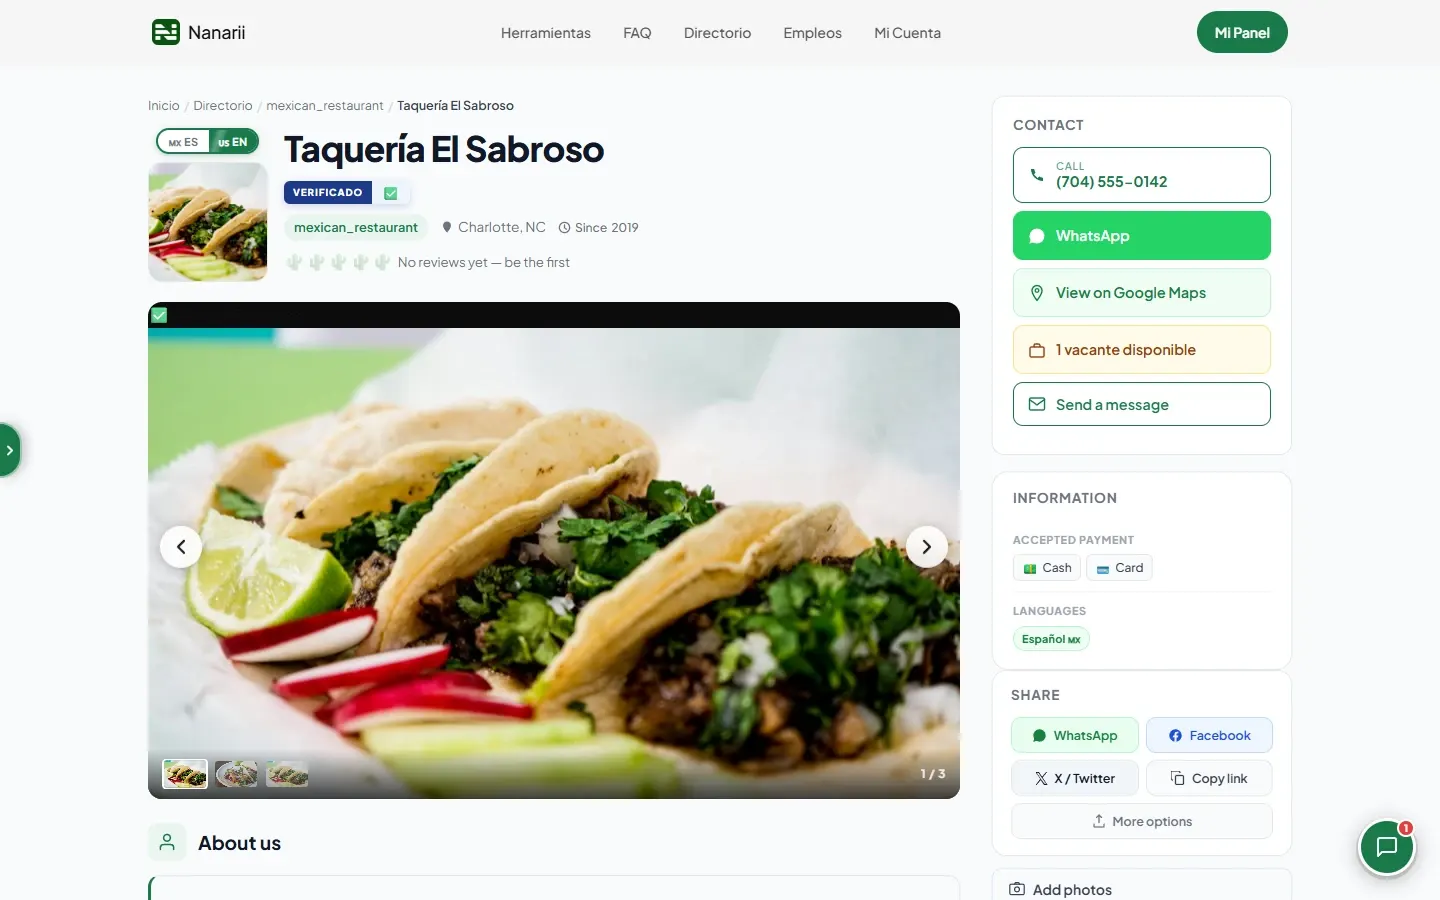 Nanarii
Herramientas
FAQ
Directorio
Empleos
Mi Cuenta
Mi Panel
Inicio / Directorio / mexican_restaurant / Taquería El Sabroso
MX ES
US EN
Taquería El Sabroso
VERIFICADO
mexican_restaurant
Charlotte, NC
Since 2019
No reviews yet — be the first
1 / 3
About us
CONTACT
CALL
(704) 555-0142
WhatsApp
View on Google Maps
1 vacante disponible
Send a message
INFORMATION
ACCEPTED PAYMENT
Cash
Card
LANGUAGES
Español MX
SHARE
WhatsApp
Facebook
X / Twitter
Copy link
More options
Add photos
1